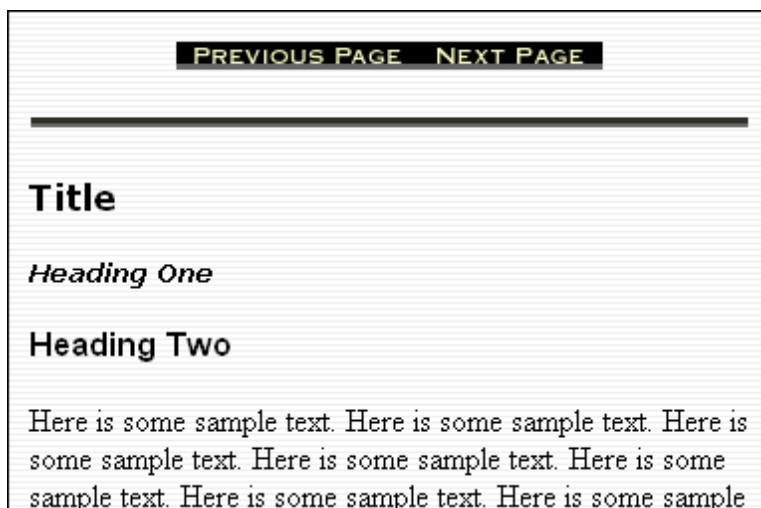 Previous Page Next Page
Title
Heading One
Heading Two
Here is some sample text. Here is some sample text. Here is
some sample text. Here is some sample text. Here is some
sample text. Here is some sample text. Here is some sample